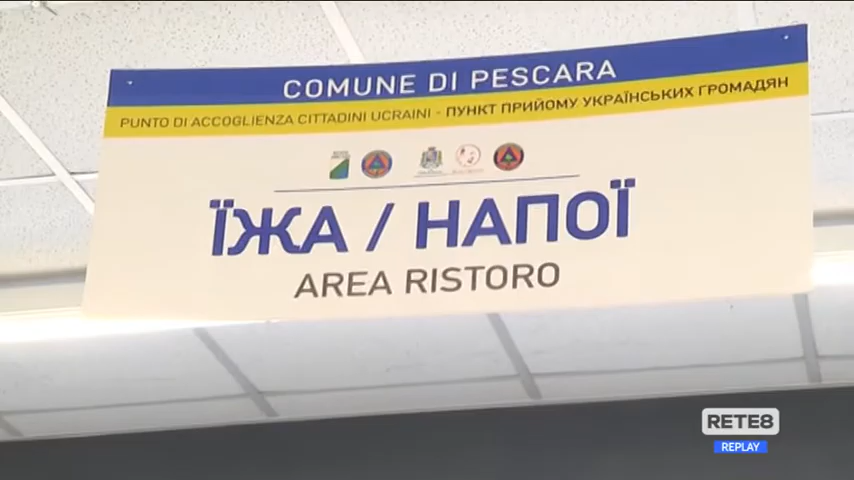 COMUNE DI PESCARA
PUNTO DI ACCOGLIENZA CITTADINI UCRAINI - ПУНКТ ПРИЙОМУ УКРАЇНСЬКИХ ГРОМАДЯН
ЇЖА / НАПОЇ
AREA RISTORO
RETE8
REPLAY